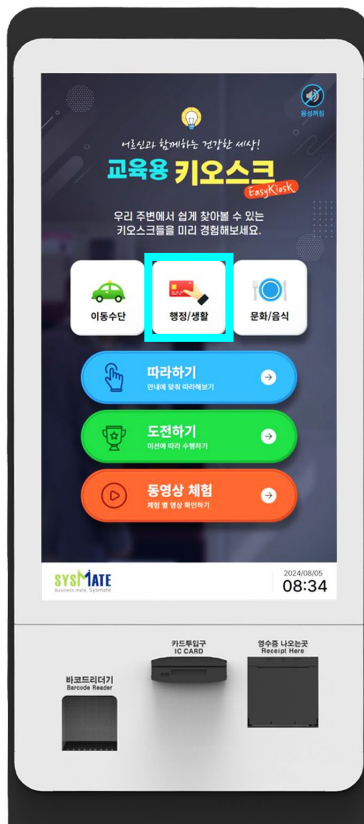 음성꺼짐
어르신과 함께하는 건강한 세상!
교육용 키오스크
EasyKiosk
우리 주변에서 쉽게 찾아볼 수 있는
키오스크들을 미리 경험해보세요.
이동수단
행정/생활
문화/음식
따라하기
안내에 맞춰 따라해보기
도전하기
미션에 따라 수행하기
동영상 체험
체험 별 영상 확인하기
SYSMATE
Business mate, Sysmate
2024/08/05
08:34
바코드리더기
Barcode Reader
카드투입구
IC CARD
영수증 나오는곳
Receipt Here